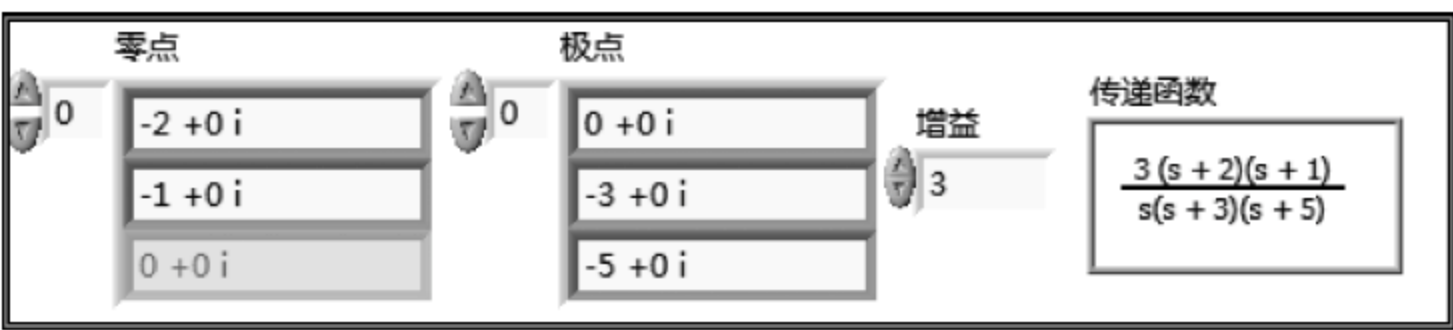 零点
0
-2 +0 i
-1 +0 i
0 +0 i
极点
0
0 +0 i
-3 +0 i
-5 +0 i
增益
3
传递函数
3 (s + 2)(s + 1)
s(s + 3)(s + 5)